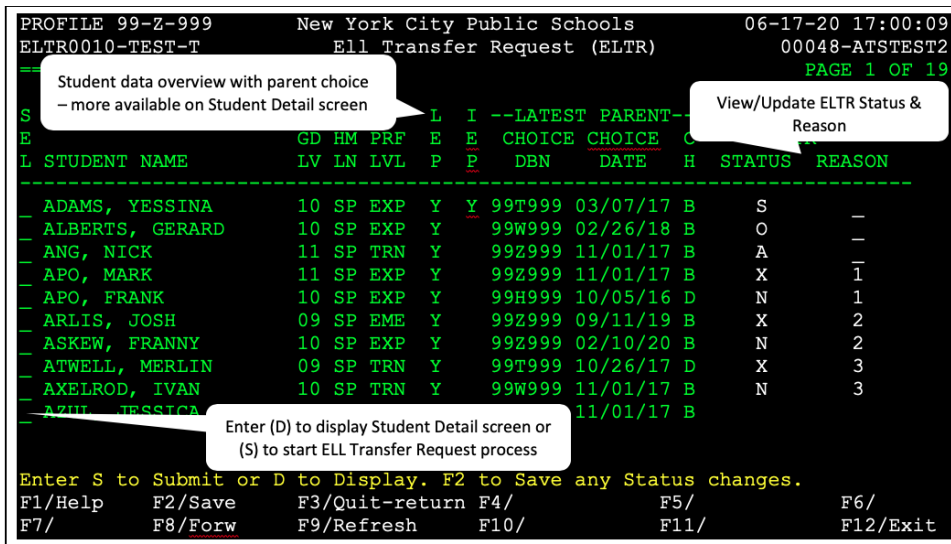 PROFILE 99-Z-999 New York City Public Schools 06-17-20 17:00:09
ELTR0010-TEST-T Ell Transfer Request (ELTR) 00048-ATSTEST2
PAGE 1 OF 19
Student data overview with parent choice
– more available on Student Detail screen
View/Update ELTR Status &
Reason
S L I --LATEST PARENT--
E GD HM PRF E E CHOICE CHOICE
L STUDENT NAME LV LN LVL P P DBN DATE H STATUS REASON
_ ADAMS, YESSINA 10 SP EXP Y Y 99T999 03/07/17 B S _
_ ALBERTS, GERARD 10 SP EXP Y 99W999 02/26/18 B O _
_ ANG, NICK 11 SP TRN Y 99Z999 11/01/17 B A _
_ APO, MARK 11 SP EXP Y 99Z999 11/01/17 B X 1
_ APO, FRANK 10 SP EXP Y 99H999 10/05/16 D N 1
_ ARLIS, JOSH 09 SP EME Y 99Z999 09/11/19 B X 2
_ ASKEW, FRANNY 10 SP EXP Y 99Z999 02/10/20 B N 2
_ ATWELL, MERLIN 09 SP TRN Y 99T999 10/26/17 D X 3
_ AXELROD, IVAN 10 SP TRN Y 99W999 11/01/17 B N 3
_ AZUL, JESSICA 11/01/17 B
Enter (D) to display Student Detail screen or
(S) to start ELL Transfer Request process
Enter S to Submit or D to Display. F2 to Save any Status changes.
F1/Help F2/Save F3/Quit-return F4/ F5/ F6/
F7/ F8/Forw F9/Refresh F10/ F11/ F12/Exit